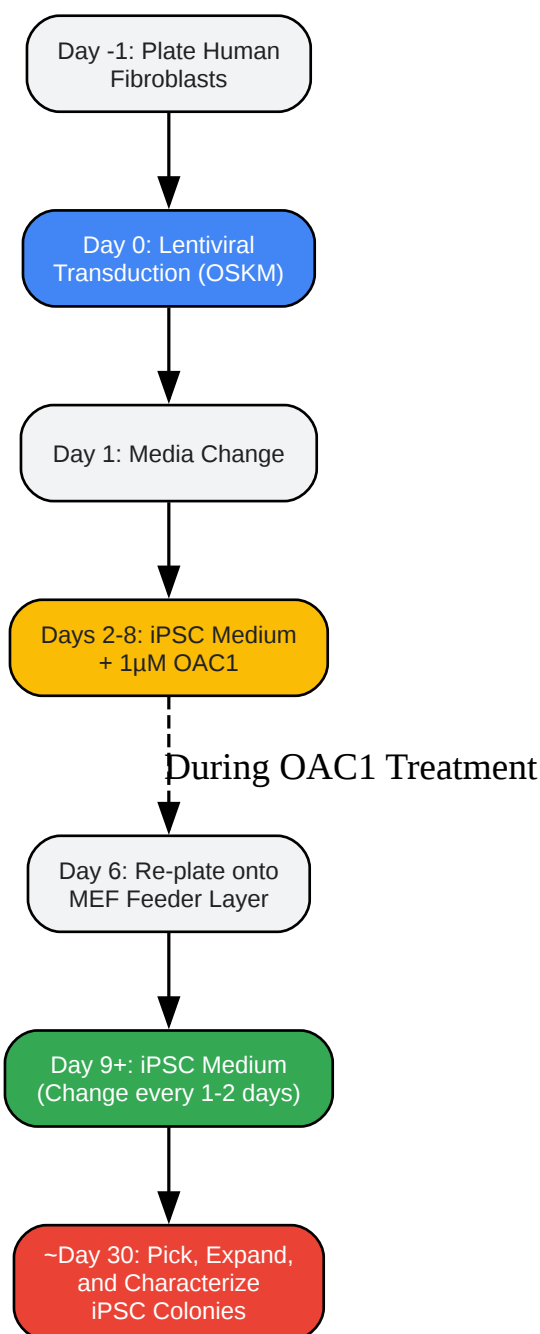 Day -1: Plate Human
Fibroblasts
Day 0: Lentiviral
Transduction (OSKM)
Day 1: Media Change
Days 2-8: iPSC Medium
+ 1µM OAC1
During OAC1 Treatment
Day 6: Re-plate onto
MEF Feeder Layer
Day 9+: iPSC Medium
(Change every 1-2 days)
~Day 30: Pick, Expand,
and Characterize
iPSC Colonies